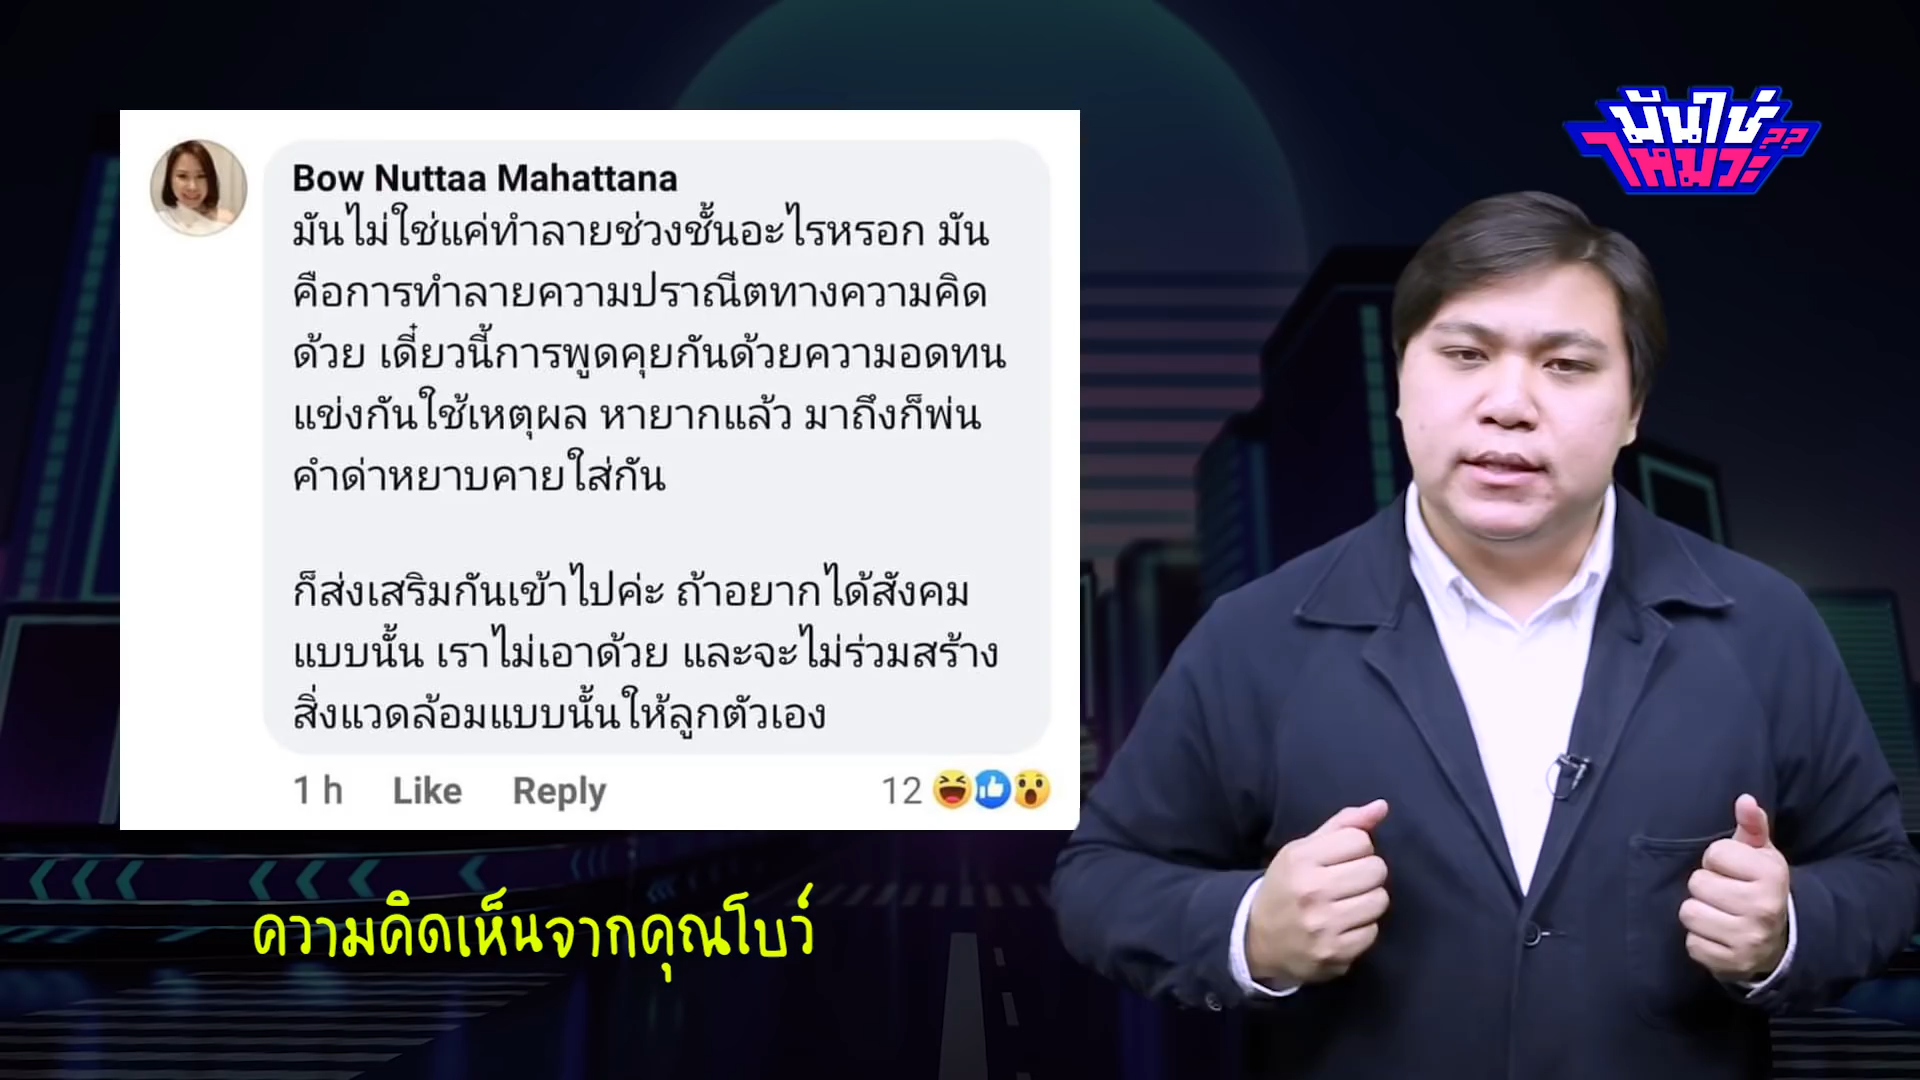 มันใช่
ไหมวะ??
Bow Nuttaa Mahattana
มันไม่ใช่แค่ทำลายช่วงชั้นอะไรหรอก มัน
คือการทำลายความปราณีตทางความคิด
ด้วย เดี๋ยวนี้การพูดคุยกันด้วยความอดทน
แข่งกันใช้เหตุผล หายากแล้ว มาถึงก็พ่น
คำด่าหยาบคายใส่กัน
ก็ส่งเสริมกันเข้าไปค่ะ ถ้าอยากได้สังคม
แบบนั้น เราไม่เอาด้วย และจะไม่ร่วมสร้าง
สิ่งแวดล้อมแบบนั้นให้ลูกตัวเอง
1 h Like Reply 12
ความคิดเห็นจากคุณโบว์